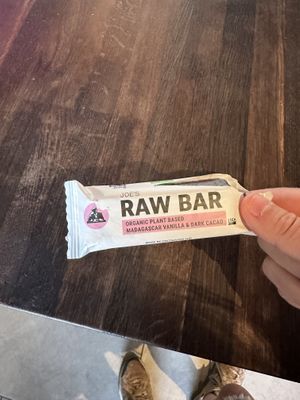 JOE'S
RAW BAR
ORGANIC PLANT BASED
MADAGASCAR VANILLA & DARK CACAO